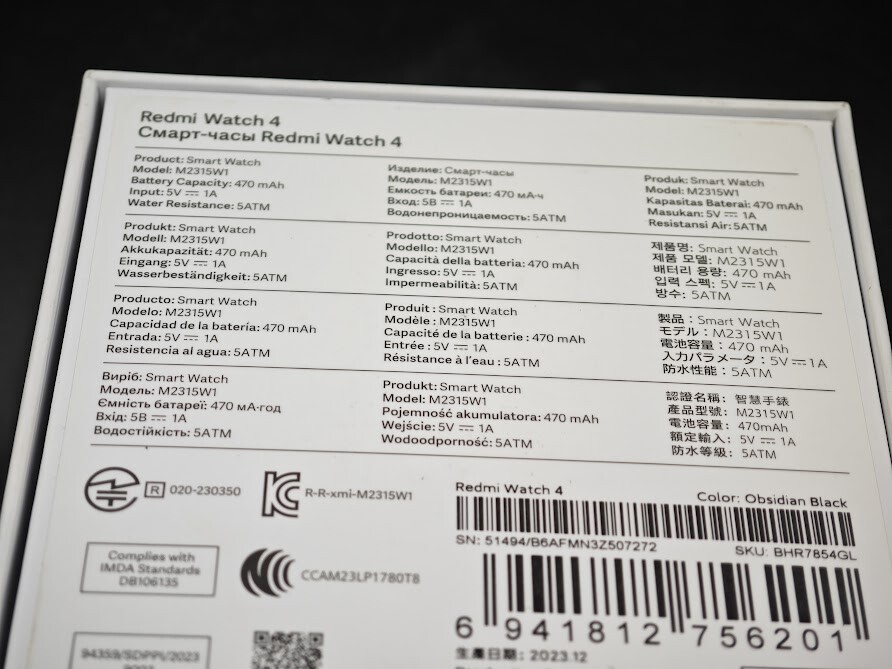 Redmi Watch 4
Смарт-часы Redmi Watch 4
Product: Smart Watch
Model: M2315W1
Battery Capacity: 470 mAh
Input: 5V ⎓ 1A
Water Resistance: 5ATM
Изделие: Смарт-часы
Модель: M2315W1
Емкость батареи: 470 мА·ч
Вход: 5В ⎓ 1A
Водонепроницаемость: 5ATM
Produk: Smart Watch
Model: M2315W1
Kapasitas Baterai: 470 mAh
Masukan: 5V ⎓ 1A
Resistansi Air: 5ATM
Produkt: Smart Watch
Modell: M2315W1
Akkukapazität: 470 mAh
Eingang: 5V ⎓ 1A
Wasserbeständigkeit: 5ATM
Prodotto: Smart Watch
Modello: M2315W1
Capacità della batteria: 470 mAh
Ingresso: 5V ⎓ 1A
Impermeabilità: 5ATM
제품명: Smart Watch
제품 모델: M2315W1
배터리 용량: 470 mAh
입력 스펙: 5V ⎓ 1A
방수: 5ATM
Producto: Smart Watch
Modelo: M2315W1
Capacidad de la batería: 470 mAh
Entrada: 5V ⎓ 1A
Resistencia al agua: 5ATM
Produit : Smart Watch
Modèle : M2315W1
Capacité de la batterie : 470 mAh
Entrée : 5V ⎓ 1A
résistance à l'eau : 5ATM
製品：Smart Watch
モデル：M2315W1
電池容量：470 mAh
入力パラメータ：5V ⎓ 1A
防水性能：5ATM
Виріб: Smart Watch
Модель: M2315W1
Ємність батареї: 470 мА·год
Вхід: 5В ⎓ 1A
Водостійкість: 5ATM
Produkt: Smart Watch
Model: M2315W1
Pojemność akumulatora: 470 mAh
Wejście: 5V ⎓ 1A
Wodoodporność: 5ATM
認證名稱：智慧手錶
產品型號：M2315W1
電池容量：470mAh
額定輸入：5V ⎓ 1A
防水等級：5ATM
R 020-230350
R-R-xmi-M2315W1
Complies with
IMDA Standards
DB106135
CCAM23LP1780T8
94359/SDPPI/2023
Redmi Watch 4
Color: Obsidian Black
SN: 51494/B6AFMN3Z507272
SKU: BHR7854GL
6 941812 756201
生產日期: 2023.12